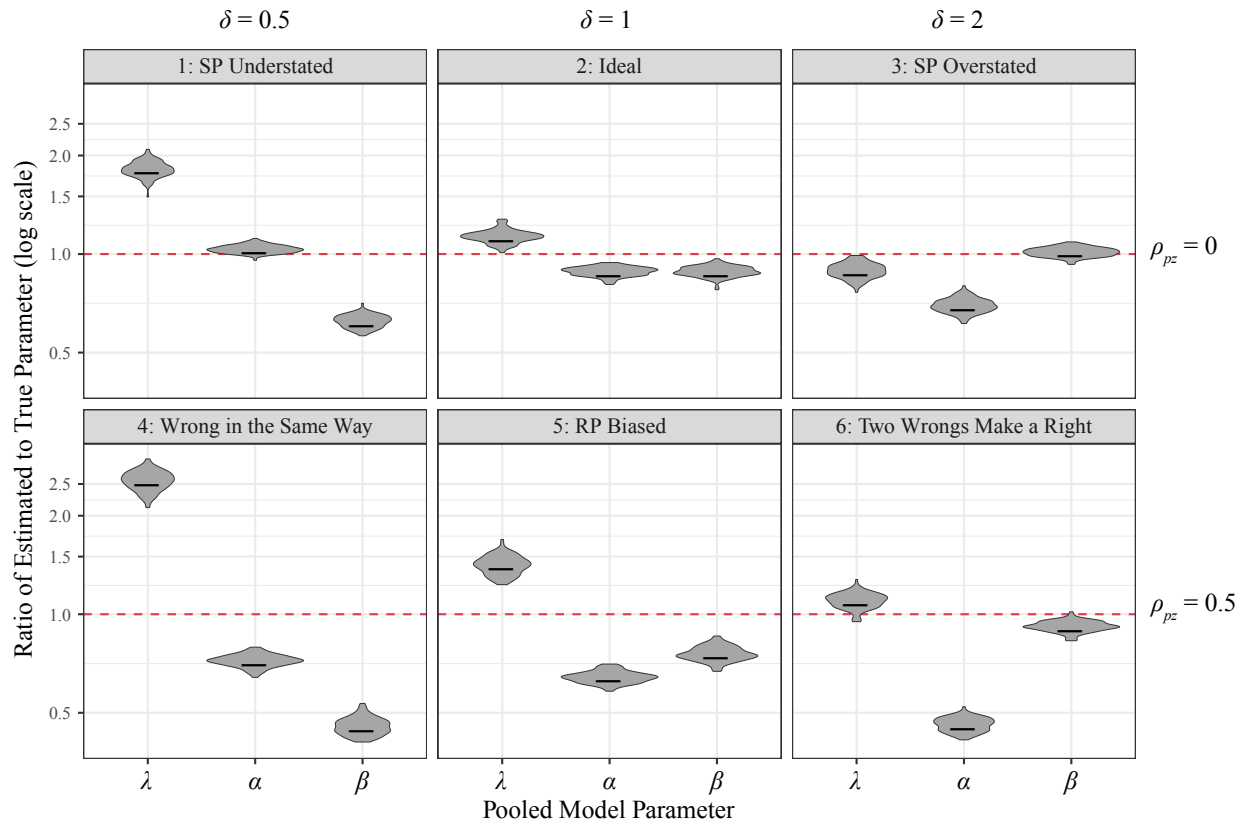 δ = 0.5 δ = 1 δ = 2
1: SP Understated 2: Ideal 3: SP Overstated
2.5
2.0
1.5
1.0
0.5
ρpz = 0
4: Wrong in the Same Way 5: RP Biased 6: Two Wrongs Make a Right
2.5
2.0
1.5
1.0
0.5
ρpz = 0.5
Ratio of Estimated to True Parameter (log scale)
λ α β λ α β λ α β
Pooled Model Parameter